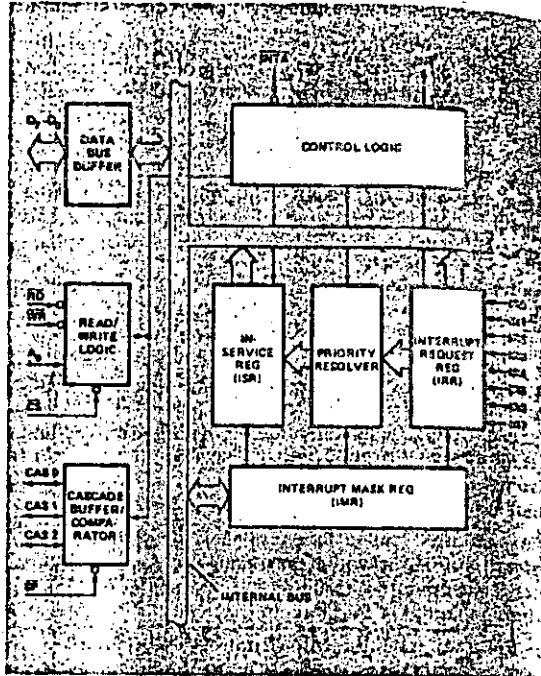 INTA
DATA
BUS
BUFFER
CONTROL LOGIC
RD
WR
A0
CS
READ/
WRITE
LOGIC
IN-
SERVICE
REG
(ISR)
PRIORITY
RESOLVER
INTERRUPT
REQUEST
REG
(IRR)
CAS 0
CAS 1
CAS 2
CASCADE
BUFFER/
COMPA-
RATOR
INTERRUPT MASK REG
(IMR)
INTERNAL BUS